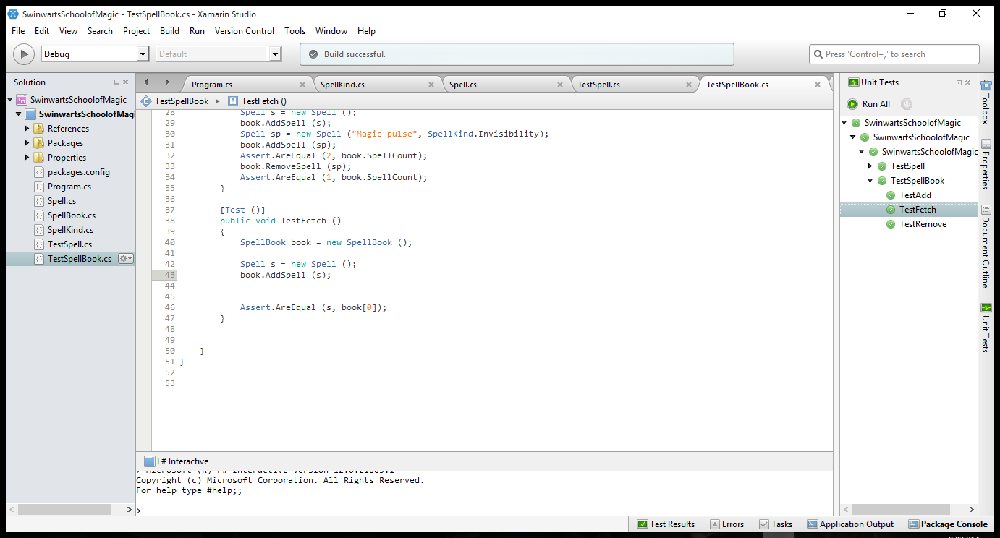 SwinwartsSchoolofMagic - TestSpellBook.cs - Xamarin Studio
File Edit View Search Project Build Run Version Control Tools Window Help
Debug Default Build successful. Press 'Control+,' to search
Solution
SwinwartsSchoolofMagic
SwinwartsSchoolofMagi
References
Packages
Properties
packages.config
Program.cs
Spell.cs
SpellBook.cs
SpellKind.cs
TestSpell.cs
TestSpellBook.cs
Program.cs SpellKind.cs Spell.cs TestSpell.cs TestSpellBook.cs
TestSpellBook TestFetch ()
28 Spell s = new Spell ();
29 book.AddSpell (s);
30 Spell sp = new Spell ("Magic pulse", SpellKind.Invisibility);
31 book.AddSpell (sp);
32 Assert.AreEqual (2, book.SpellCount);
33 book.RemoveSpell (sp);
34 Assert.AreEqual (1, book.SpellCount);
35 }
36
37 [Test ()]
38 public void TestFetch ()
39 {
40 SpellBook book = new SpellBook ();
41
42 Spell s = new Spell ();
43 book.AddSpell (s);
44
45
46 Assert.AreEqual (s, book[0]);
47 }
48
49
50 }
51 }
52
53
F# Interactive
Copyright (c) Microsoft Corporation. All Rights Reserved.
For help type #help;;
>
Unit Tests
Run All
SwinwartsSchoolofMagic
SwinwartsSchoolofMagic
SwinwartsSchoolofMagic
TestSpell
TestSpellBook
TestAdd
TestFetch
TestRemove
Toolbox
Properties
Document Outline
Unit Tests
Test Results Errors Tasks Application Output Package Console